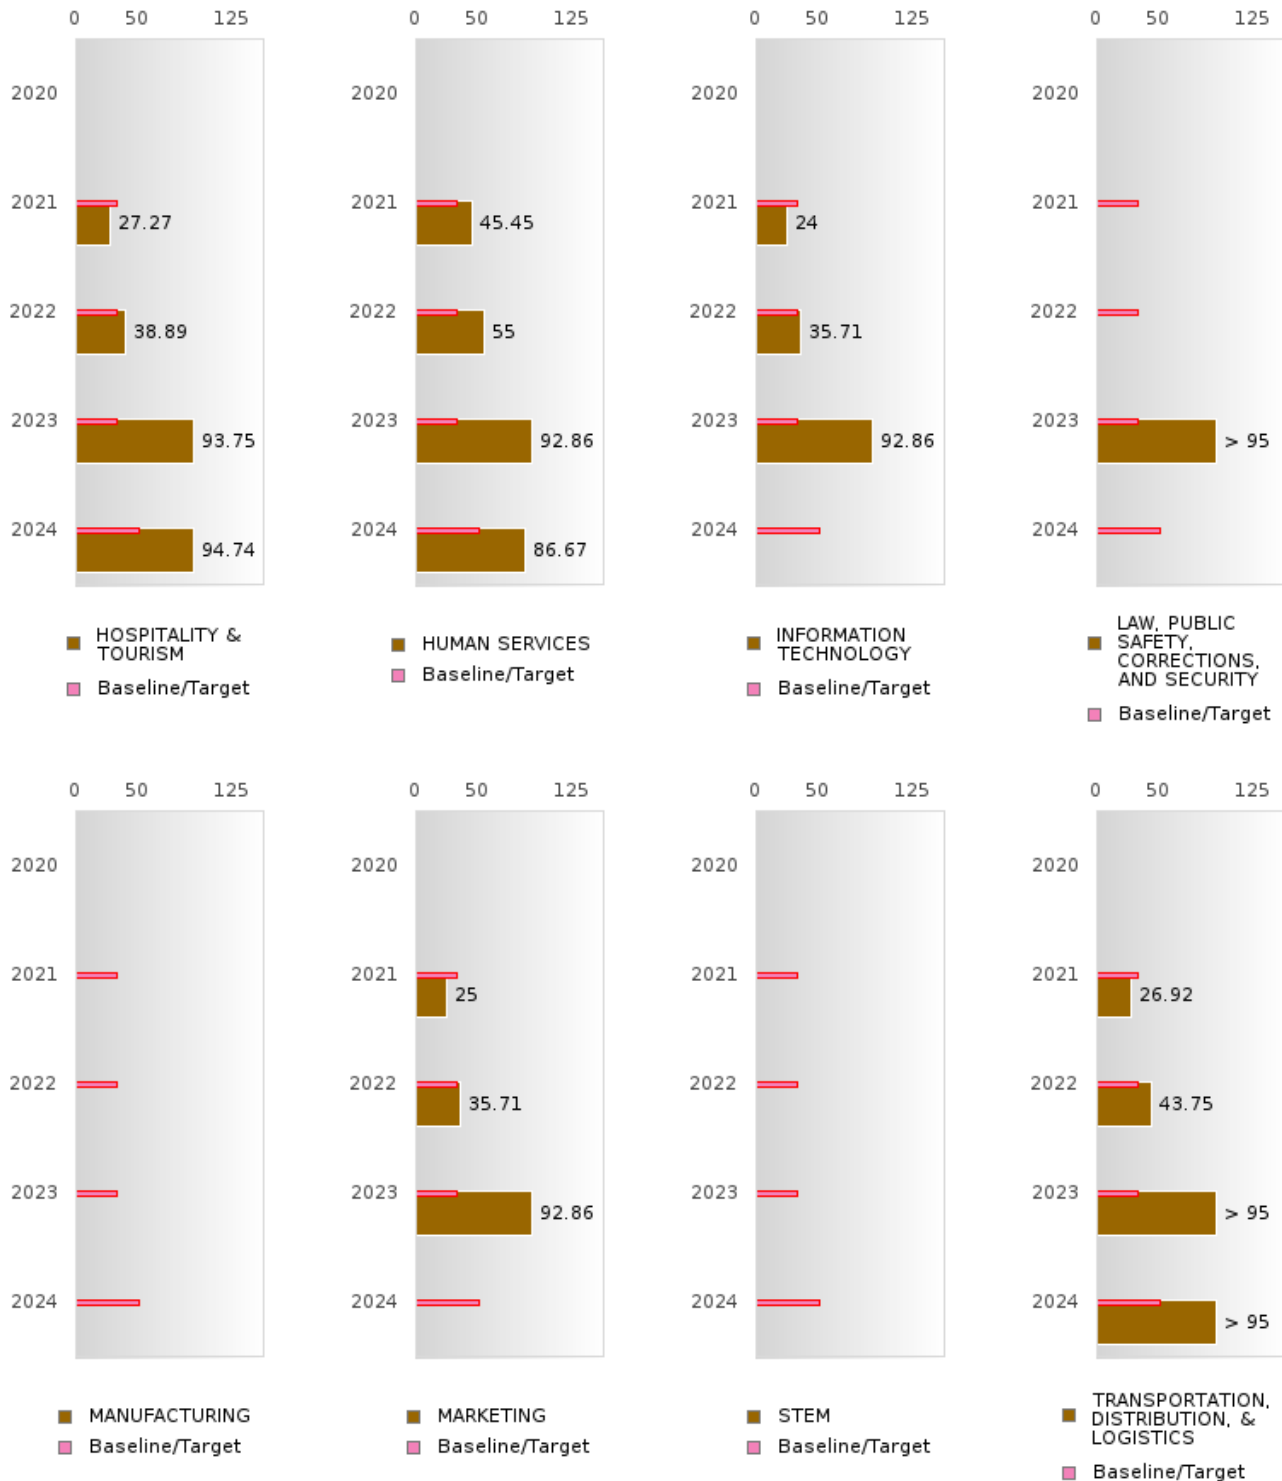 0 50 125 0 50 125 0 50 125 0 50 125
2020 2020 2020 2020
2021 2021 2021 2021
27.27 45.45 24
2022 2022 2022 2022
38.89 55 35.71
2023 2023 2023 2023
93.75 92.86 92.86 > 95
2024 2024 2024 2024
94.74 86.67
HOSPITALITY &
TOURISM
Baseline/Target
HUMAN SERVICES
Baseline/Target
INFORMATION
TECHNOLOGY
Baseline/Target
LAW, PUBLIC
SAFETY,
CORRECTIONS,
AND SECURITY
Baseline/Target
0 50 125 0 50 125 0 50 125 0 50 125
2020 2020 2020 2020
2021 2021 2021 2021
25 26.92
2022 2022 2022 2022
35.71 43.75
2023 2023 2023 2023
92.86 > 95
2024 2024 2024 2024
> 95
MANUFACTURING
Baseline/Target
MARKETING
Baseline/Target
STEM
Baseline/Target
TRANSPORTATION,
DISTRIBUTION, &
LOGISTICS
Baseline/Target